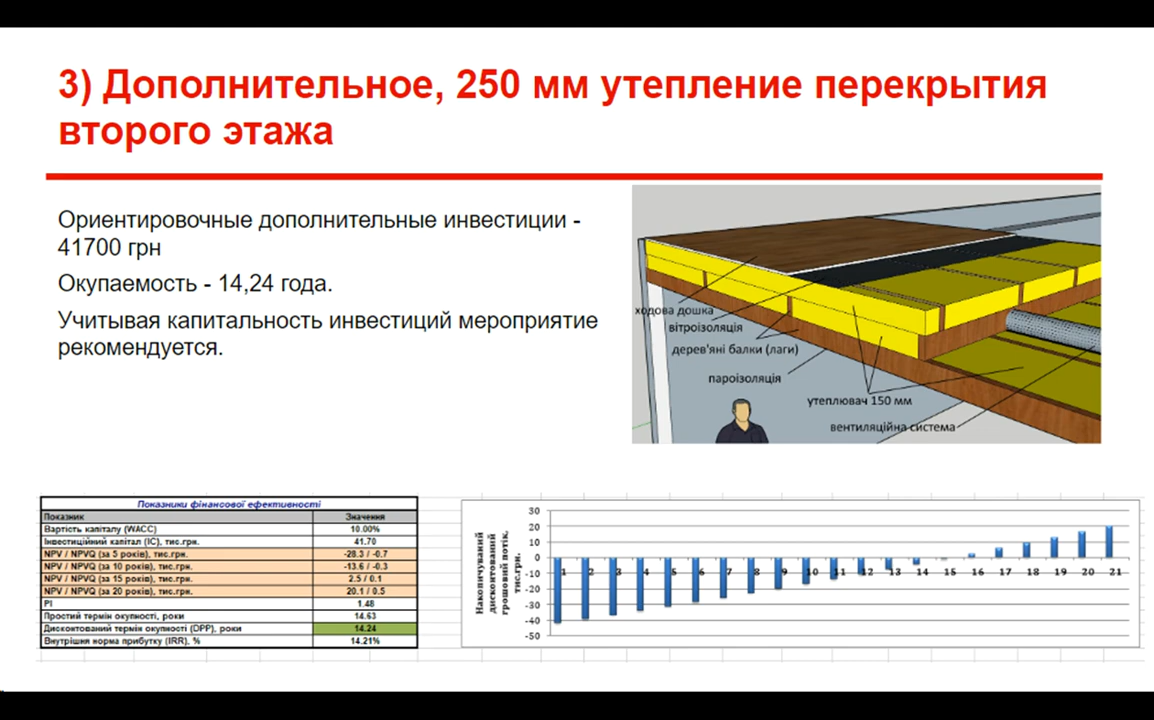 3) Дополнительное, 250 мм утепление перекрытия
второго этажа
Ориентировочные дополнительные инвестиции -
41700 грн
Окупаемость - 14,24 года.
Учитывая капитальность инвестиций мероприятие
рекомендуется.
ходова дошка
вітроізоляція
дерев'яні балки (лаги)
пароізоляція
утеплювач 150 мм
вентиляційна система
Показники фінансової ефективності
Показник Значення
Вартість капіталу (WACC) 10.00%
Інвестиційний капітал (IC), тис.грн. 41.70
NPV / NPVQ (за 5 років), тис.грн. -28.3 / -0.7
NPV / NPVQ (за 10 років), тис.грн. -13.6 / -0.3
NPV / NPVQ (за 15 років), тис.грн. 2.5 / 0.1
NPV / NPVQ (за 20 років), тис.грн. 20.1 / 0.5
PI 1.48
Простий термін окупності, роки 14.63
Дисконтований термін окупності (DPP), роки 14.24
Внутрішня норма прибутку (IRR), % 14.21%
Накопичуваний
дисконтований
грошовий потік,
тис.грн.
30
20
10
0
-10
-20
-30
-40
-50
1 2 3 4 5 6 7 8 9 10 11 12 13 14 15 16 17 18 19 20 21